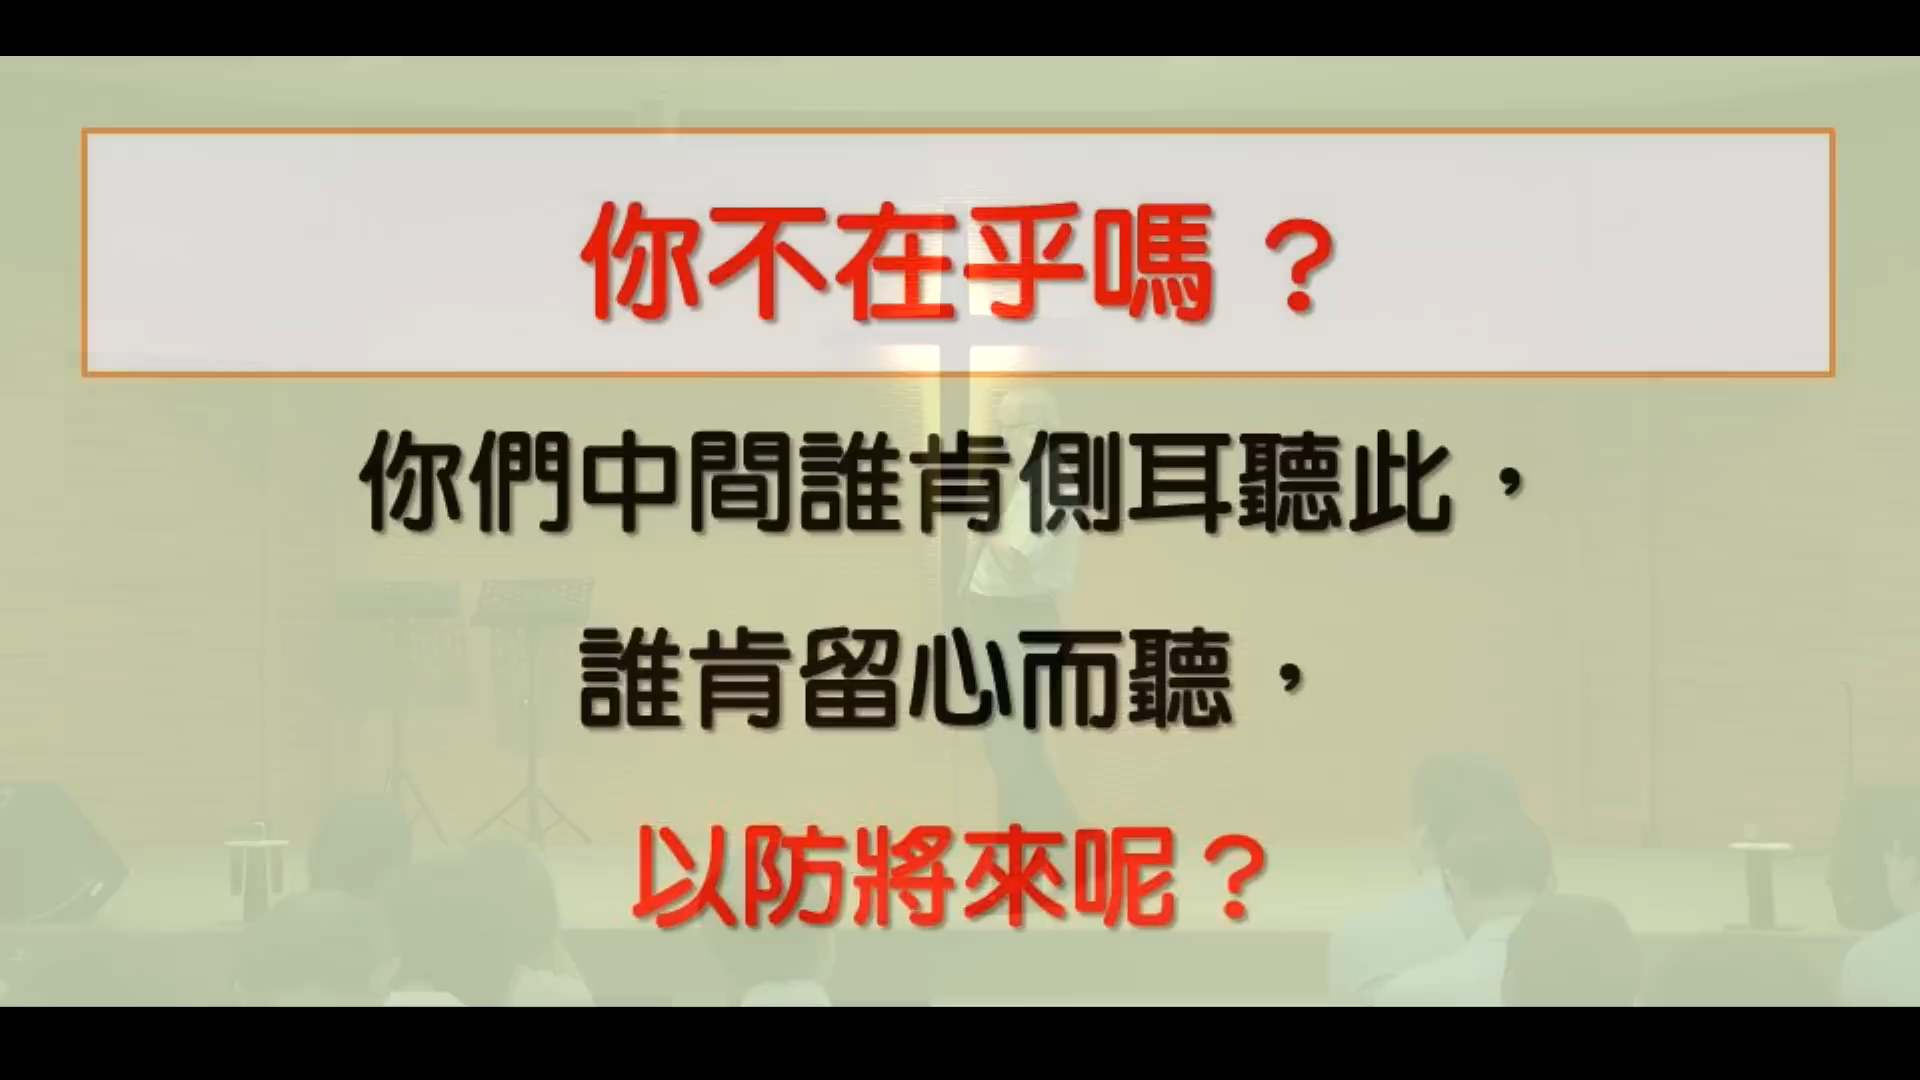 你不在乎嗎？
你們中間誰肯側耳聽此，
誰肯留心而聽，
以防將來呢？